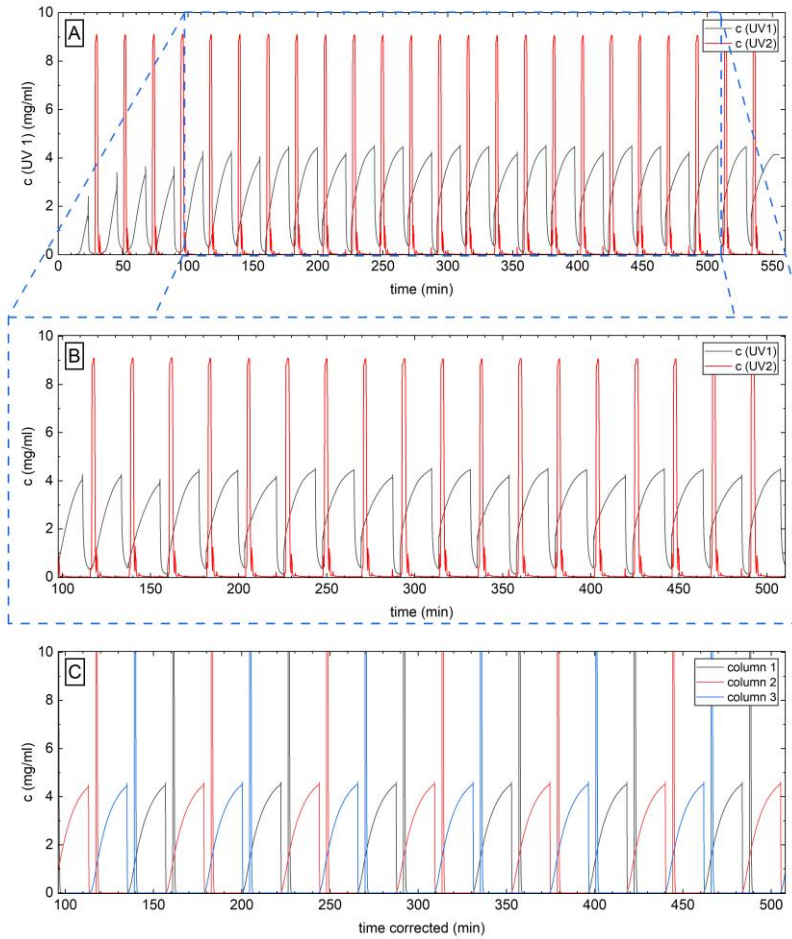 A
c (UV1)
c (UV2)
c (UV 1) (mg/ml)
10
8
6
4
2
0
0 50 100 150 200 250 300 350 400 450 500 550
time (min)
B
c (UV1)
c (UV2)
c (mg/ml)
10
8
6
4
2
0
100 150 200 250 300 350 400 450 500
time (min)
C
column 1
column 2
column 3
c (mg/ml)
10
8
6
4
2
0
100 150 200 250 300 350 400 450 500
time corrected (min)